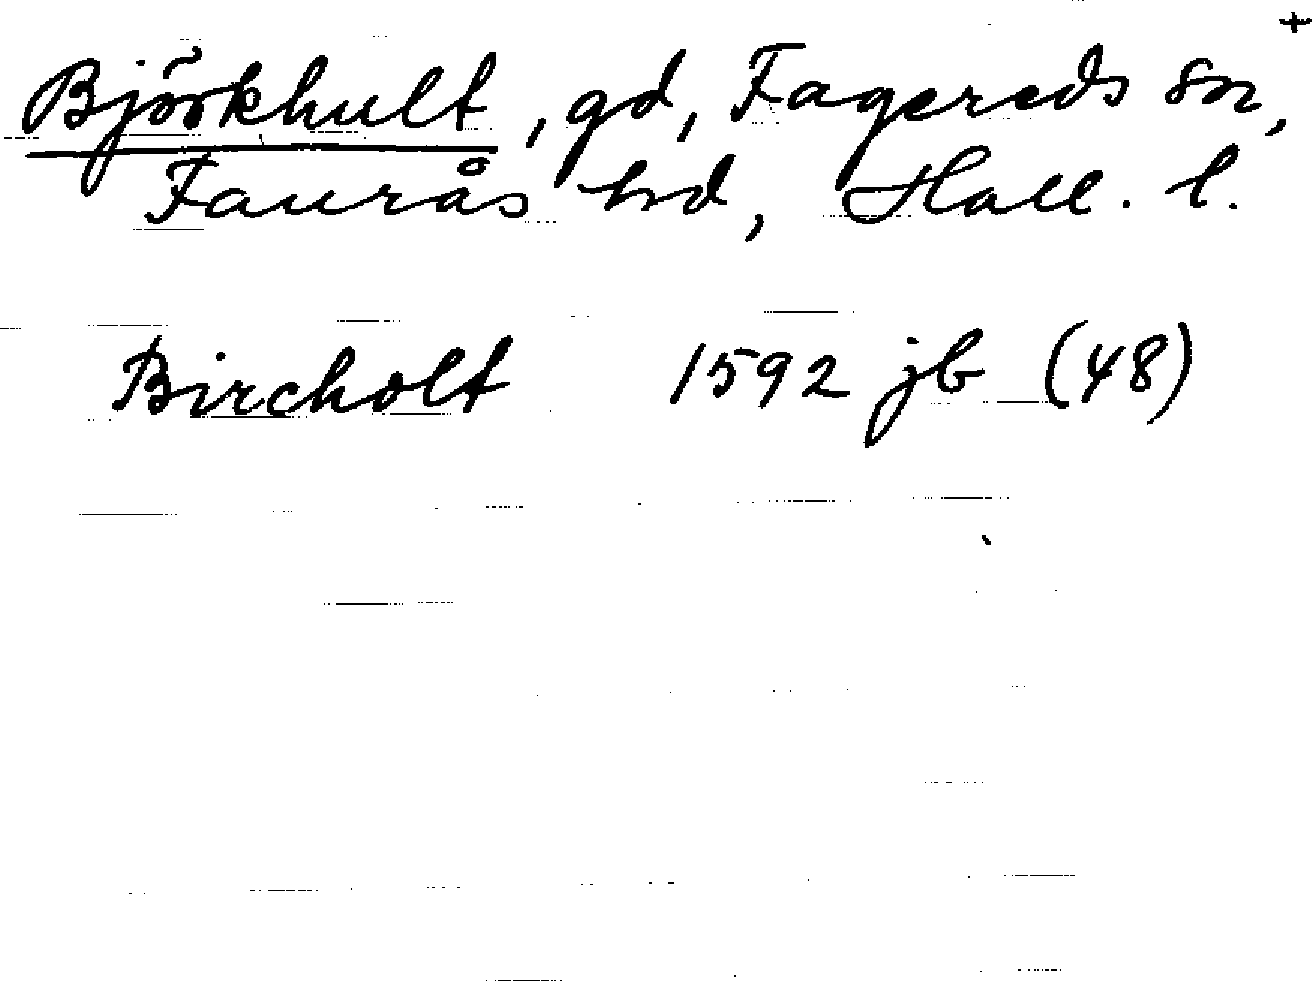 +
Björkhult, gd, Fagereds sn,
Faurås hd, Hall. l.
Bircholt 1592 jb (48)